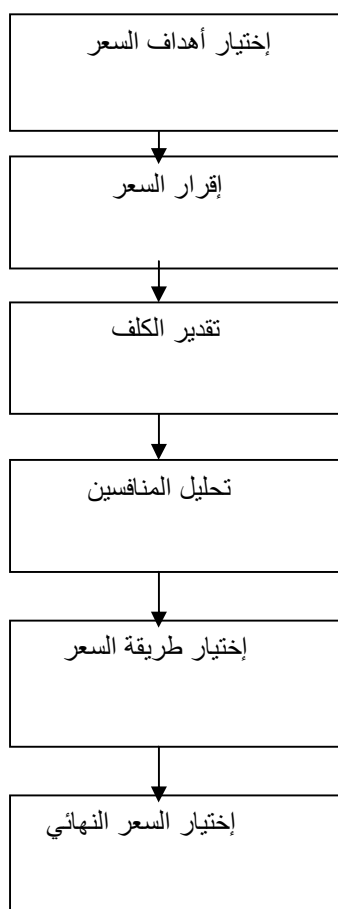 إختيار أهداف السعر
إقرار السعر
تقدير الكلف
تحليل المنافسين
إختيار طريقة السعر
إختيار السعر النهائي